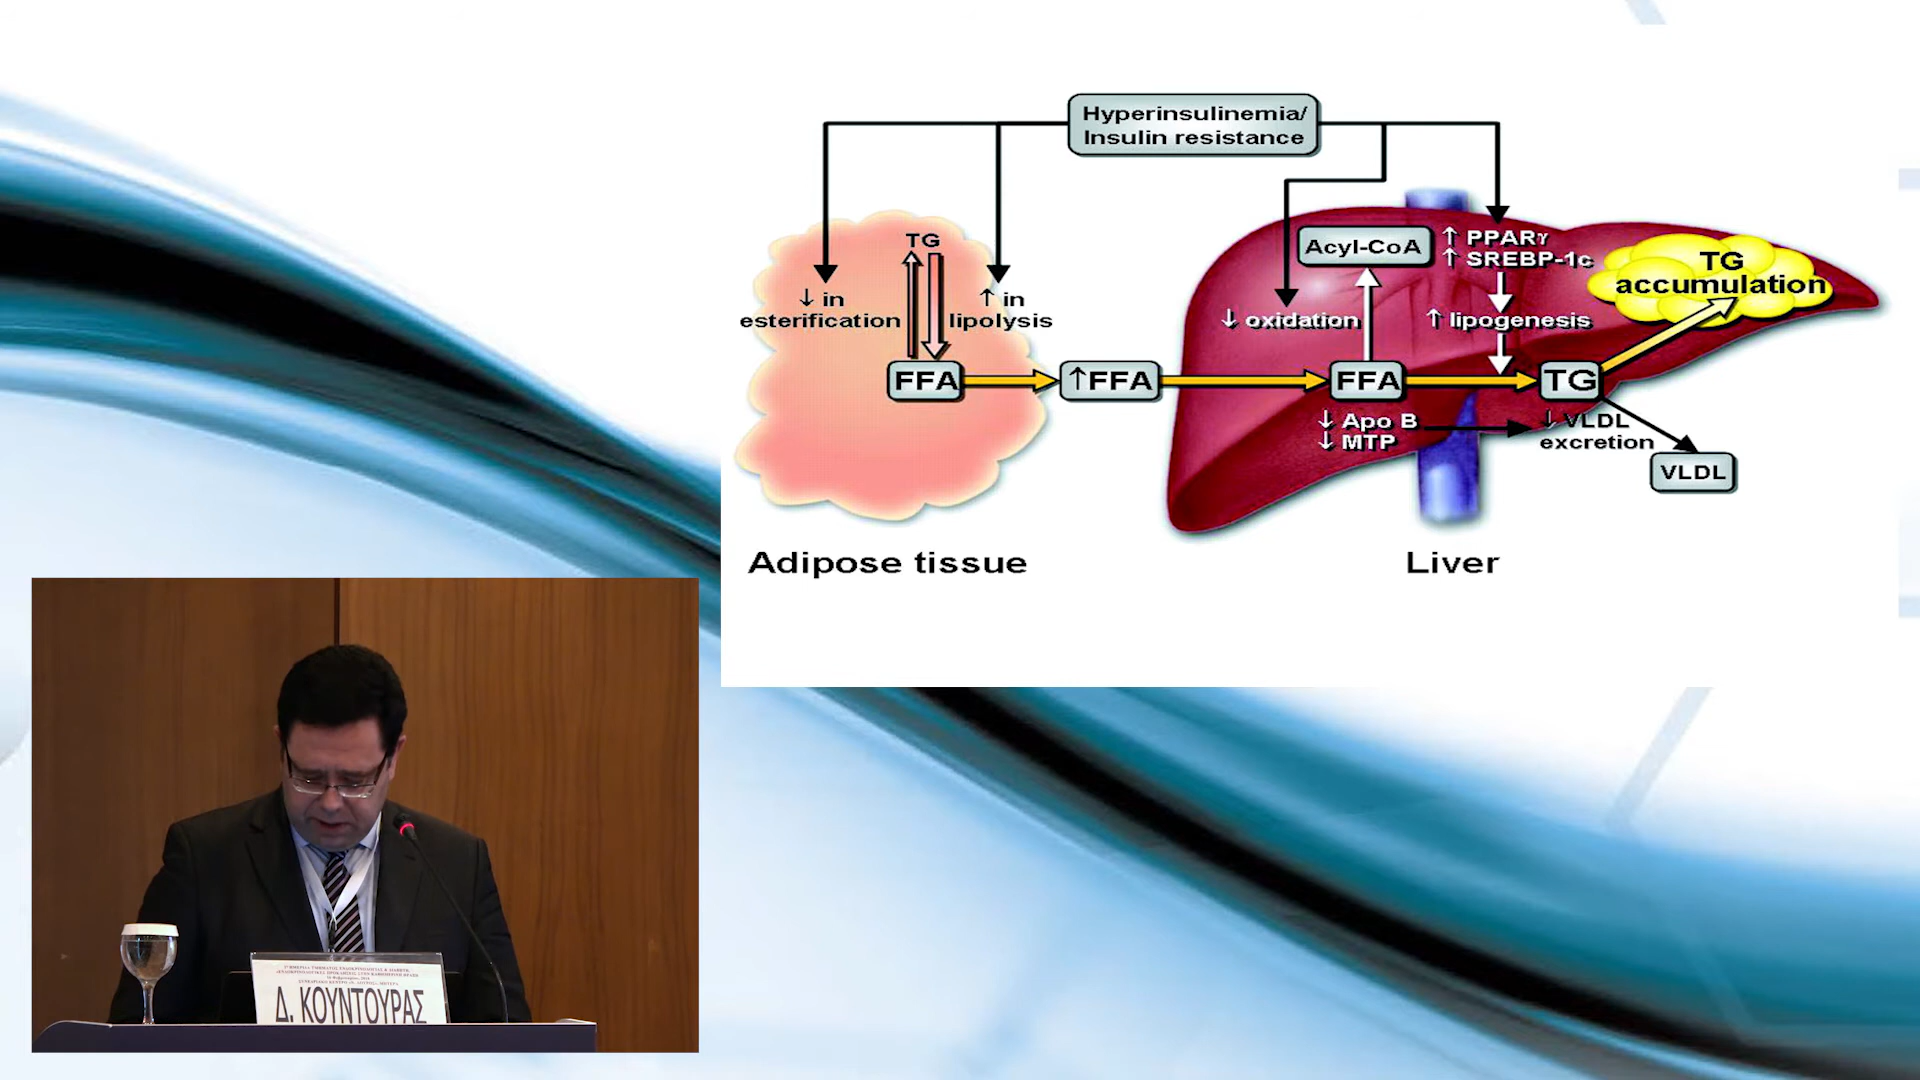 Hyperinsulinemia/
Insulin resistance
TG
↓ in
esterification
↑ in
lipolysis
FFA
↑FFA
Acyl-CoA
↑ PPARγ
↑ SREBP-1c
↓ oxidation
↑ lipogenesis
TG
accumulation
FFA
TG
↓ Apo B
↓ MTP
↓ VLDL
excretion
VLDL
Adipose tissue
Liver
Δ. ΚΟΥΝΤΟΥΡΑΣ